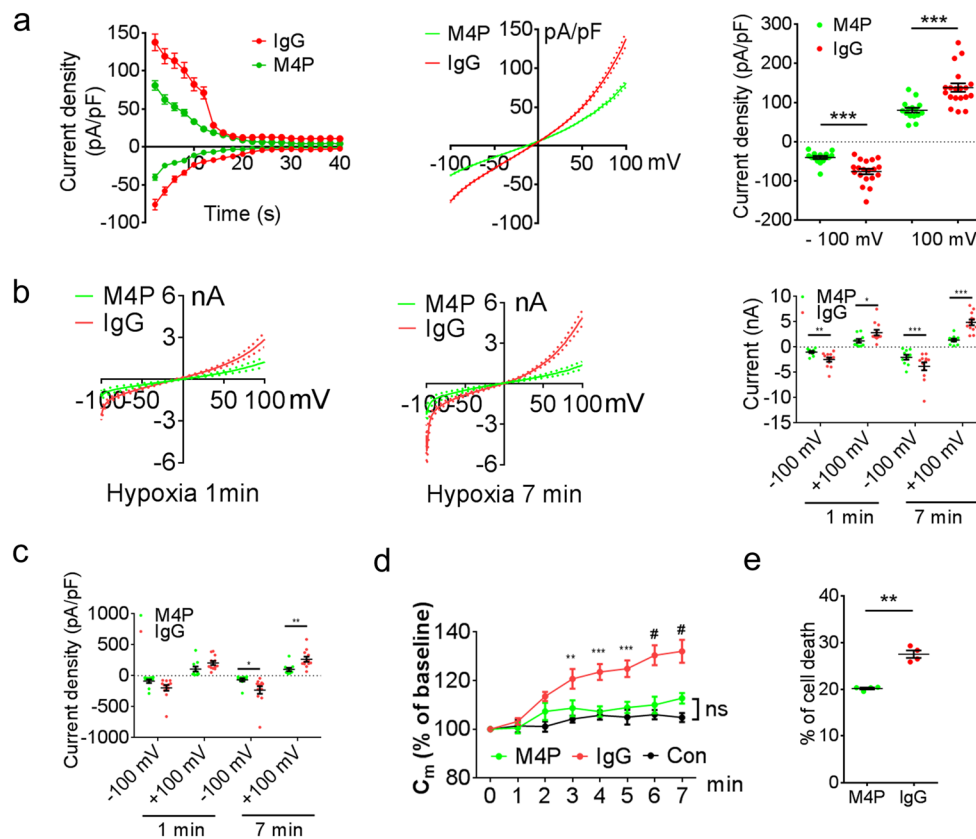 a
Current density
(pA/pF)
150
100
50
0
50
100
10
20
30
40
Time (s)
IgG
M4P
M4P
IgG
pA/pF
150
100
50
-100
-50
50
100
mV
-50
-100
Current density (pA/pF)
300
200
100
0
-100
-200
***
***
- 100 mV
100 mV
b
M4P
IgG
6
nA
3
-100
-50
50
100
mV
-3
-6
Hypoxia 1min
M4P
IgG
6
nA
3
-100
-50
50
100
mV
-3
-6
Hypoxia 7 min
Current (nA)
10
5
0
-5
-10
-15
M4P
IgG
**
*
***
***
-100 mV
+100 mV
-100 mV
+100 mV
1 min
7 min
c
Current density (pA/pF)
1000
500
0
-500
-1000
M4P
IgG
*
**
-100 mV
+100 mV
-100 mV
+100 mV
1 min
7 min
d
Cm (% of baseline)
140
120
100
80
**
***
***
#
#
ns
M4P
IgG
Con
0
1
2
3
4
5
6
7
min
e
% of cell death
40
30
20
10
0
**
M4P
IgG